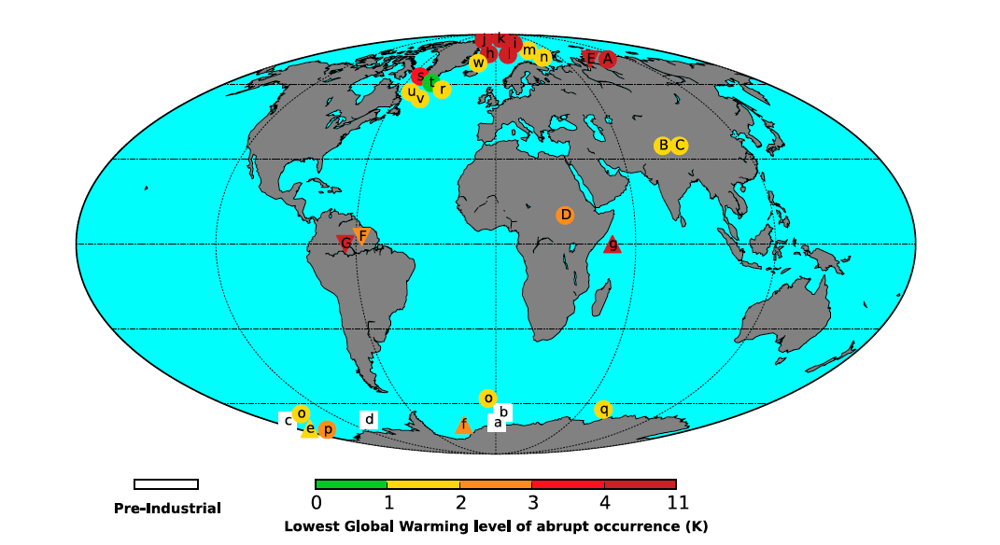 j k i
h l m n
w E A
s t r
u v
B C
D
F
G g
o
o b q
c d a
e p f
0 1 2 3 4 11
Pre-Industrial
Lowest Global Warming level of abrupt occurrence (K)